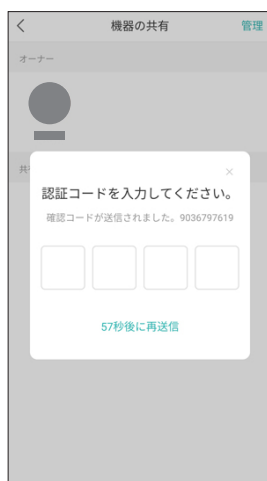 機器の共有 管理
オーナー
共
×
認証コードを入力してください。
確認コードが送信されました。9036797619
57秒後に再送信